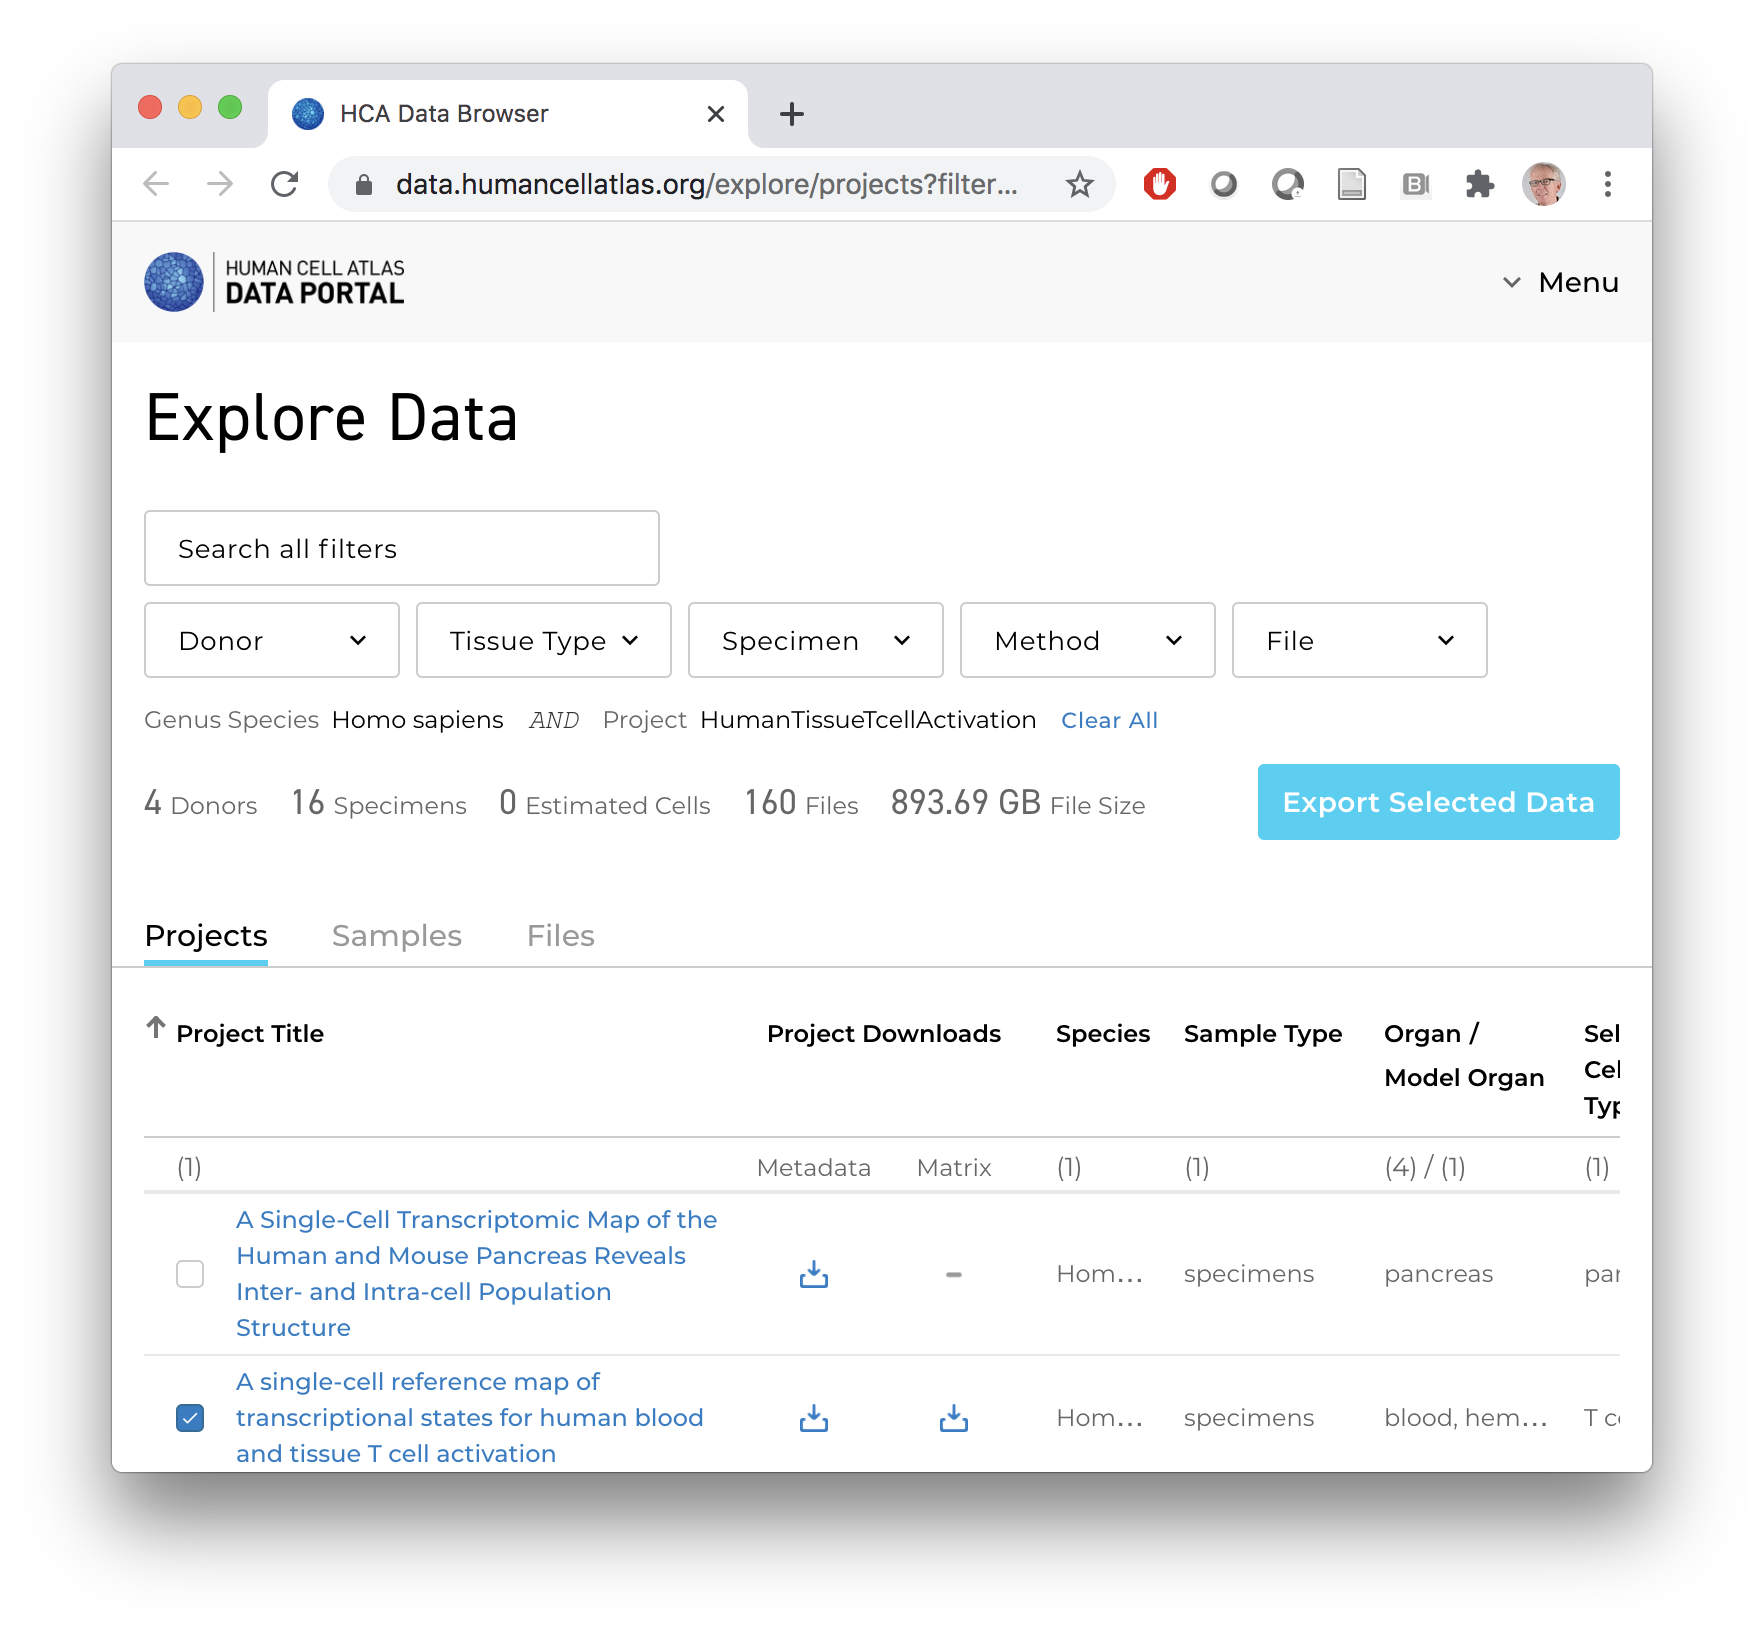 HCA Data Browser
data.humancellatlas.org/explore/projects?filter...
HUMAN CELL ATLAS
DATA PORTAL
Menu
Explore Data
Search all filters
Donor Tissue Type Specimen Method File
Genus Species Homo sapiens AND Project HumanTissueTcellActivation Clear All
4 Donors 16 Specimens 0 Estimated Cells 160 Files 893.69 GB File Size Export Selected Data
Projects Samples Files
Project Title Project Downloads Species Sample Type Organ / Sel
Model Organ Cel
Typ
(1) Metadata Matrix (1) (1) (4) / (1) (1)
A Single-Cell Transcriptomic Map of the
Human and Mouse Pancreas Reveals
Inter- and Intra-cell Population
Structure
Hom... specimens pancreas par
A single-cell reference map of
transcriptional states for human blood
and tissue T cell activation
Hom... specimens blood, hem... T c